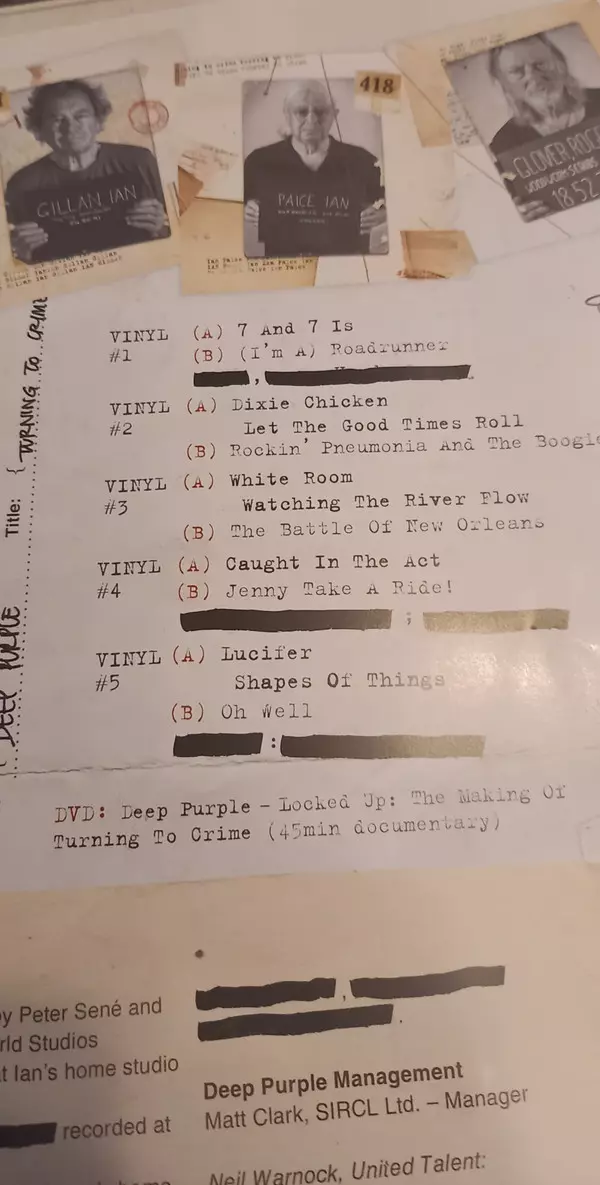 418
GILLAN IAN
PAICE IAN
GLOVER, ROGE
1852
Title: { TURNING TO CRIME
DEEP PURPLE
VINYL (A) 7 And 7 Is
#1 (B) (I'm A) Roadrunner
,
VINYL (A) Dixie Chicken
#2 Let The Good Times Roll
(B) Rockin' Pneumonia And The Boogie
VINYL (A) White Room
#3 Watching The River Flow
(B) The Battle Of New Orleans
VINYL (A) Caught In The Act
#4 (B) Jenny Take A Ride!
;
VINYL (A) Lucifer
#5 Shapes Of Things
(B) Oh Well
:
DVD: Deep Purple – Locked Up: The Making Of
Turning To Crime (45min documentary)
y Peter Sené and
rld Studios
t Ian's home studio
recorded at
,
.
Deep Purple Management
Matt Clark, SIRCL Ltd. – Manager
Neil Warnock, United Talent: